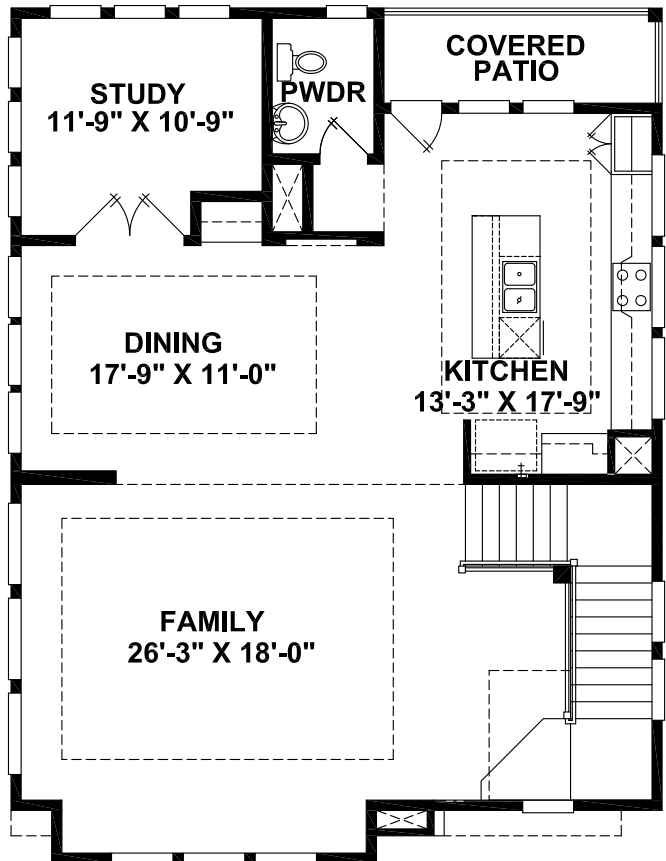 COVERED
PATIO
STUDY
11'-9" X 10'-9"
PWDR
DINING
17'-9" X 11'-0"
KITCHEN
13'-3" X 17'-9"
FAMILY
26'-3" X 18'-0"